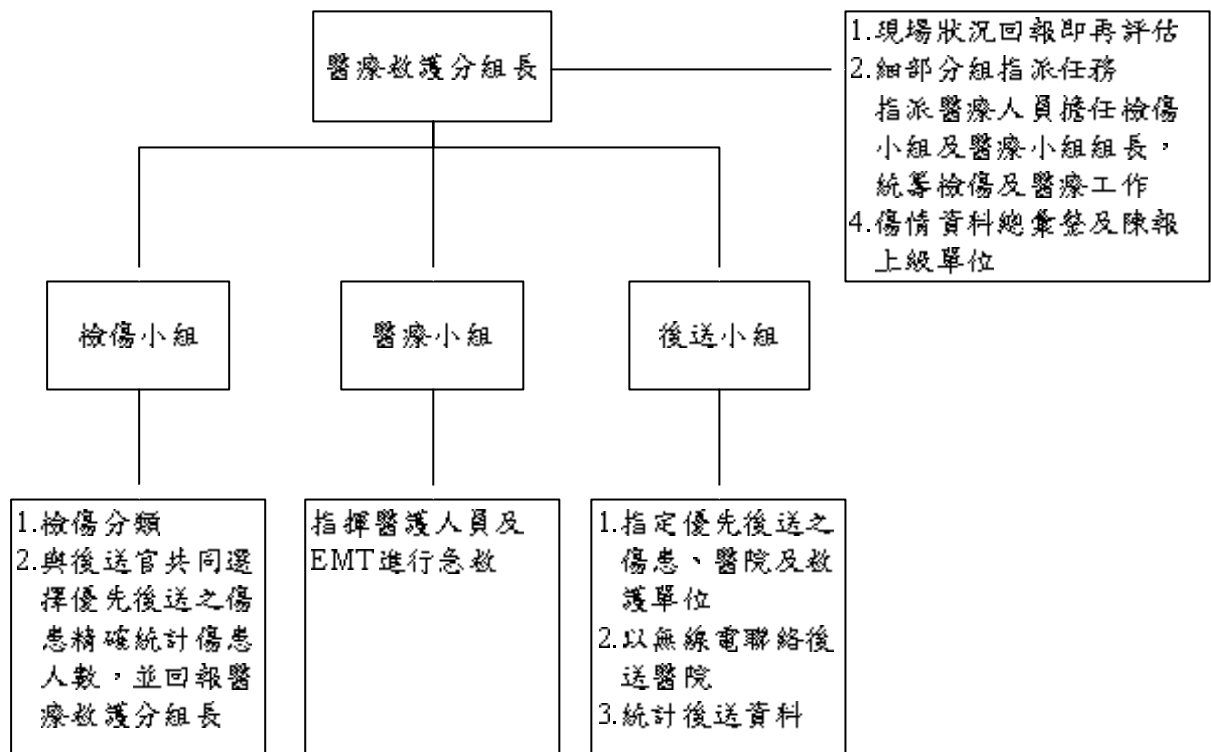 醫療救護分組長
1.現場狀況回報即再評估
2.細部分組指派任務
指派醫療人員擔任檢傷
小組及醫療小組組長，
統籌檢傷及醫療工作
4.傷情資料總彙整及陳報
上級單位
檢傷小組
醫療小組
後送小組
1.檢傷分類
2.與後送官共同選
擇優先後送之傷
患精確統計傷患
人數，並回報醫
療救護分組長
指揮醫護人員及
EMT進行急救
1.指定優先後送之
傷患、醫院及救
護單位
2.以無線電聯絡後
送醫院
3.統計後送資料